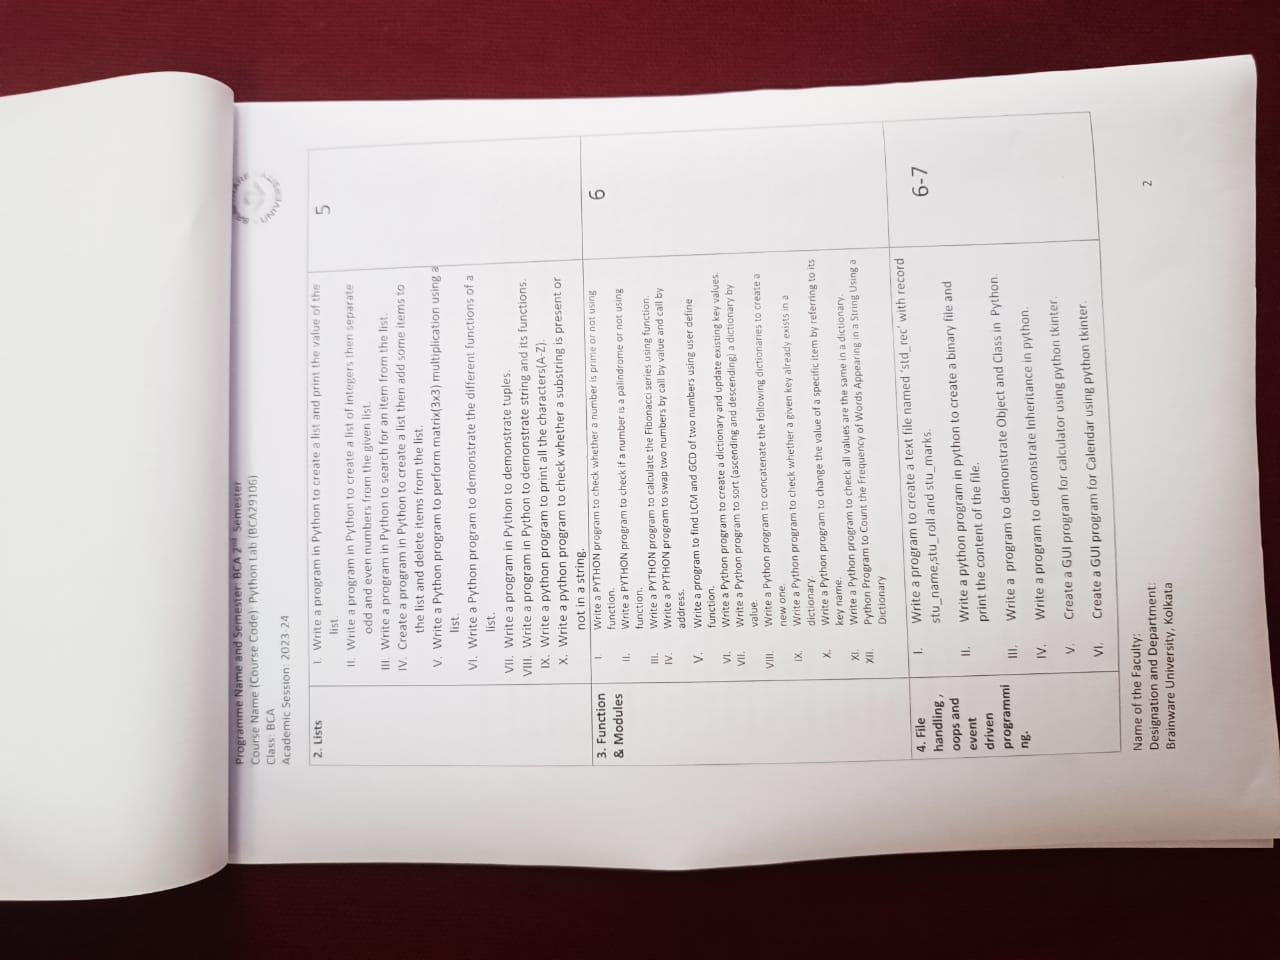 Programme Name and Semester: BCA 2nd Semester
Course Name (Course Code): Python Lab (BCA29106)
Class: BCA
Academic Session: 2023-24
UNIVERSITY
2. Lists
I. Write a program in Python to create a list and print the value of the
list.
II. Write a program in Python to create a list of integers then separate
odd and even numbers from the given list.
III. Write a program in Python to search for an item from the list.
IV. Create a program in Python to create a list then add some items to
the list and delete items from the list.
V. Write a Python program to perform matrix(3x3) multiplication using a
list.
VI. Write a Python program to demonstrate the different functions of a
list.
VII. Write a program in Python to demonstrate tuples.
VIII. Write a program in Python to demonstrate string and its functions.
IX. Write a python program to print all the characters(A-Z).
X. Write a python program to check whether a substring is present or
not in a string.
5
3. Function
& Modules
I. Write a PYTHON program to check whether a number is prime or not using
function.
II. Write a PYTHON program to check if a number is a palindrome or not using
function.
III. Write a PYTHON program to calculate the Fibonacci series using function.
IV. Write a PYTHON program to swap two numbers by call by value and call by
address.
V. Write a program to find LCM and GCD of two numbers using user define
function.
VI. Write a Python program to create a dictionary and update existing key values.
VII. Write a Python program to sort (ascending and descending) a dictionary by
value.
VIII. Write a Python program to concatenate the following dictionaries to create a
new one.
IX. Write a Python program to check whether a given key already exists in a
dictionary.
X. Write a Python program to change the value of a specific item by referring to its
key name.
XI. Write a Python program to check all values are the same in a dictionary.
XII. Python Program to Count the Frequency of Words Appearing in a String Using a
Dictionary
6
4. File
handling ,
oops and
event
driven
programmi
ng.
I. Write a program to create a text file named 'std_rec' with record
stu_name,stu_roll and stu_marks.
II. Write a python program in python to create a binary file and
print the content of the file.
III. Write a program to demonstrate Object and Class in Python.
IV. Write a program to demonstrate Inheritance in python.
V. Create a GUI program for calculator using python tkinter.
VI. Create a GUI program for Calendar using python tkinter.
6-7
Name of the Faculty:
Designation and Department:
Brainware University, Kolkata
2